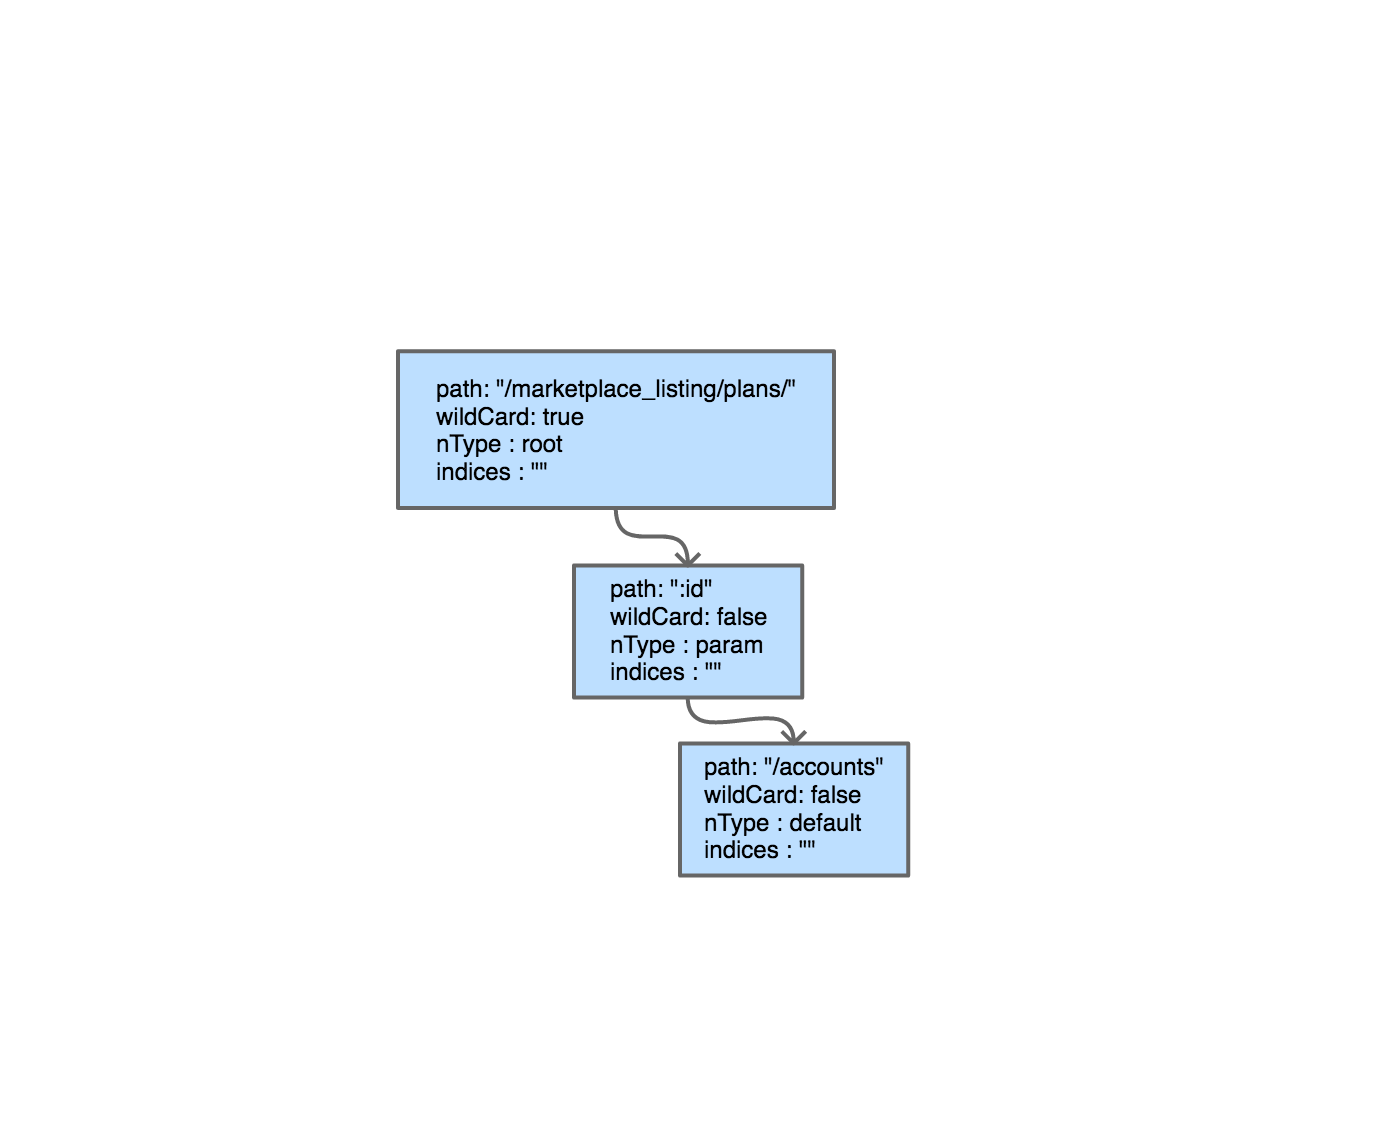 path: "/marketplace_listing/plans/"
wildCard: true
nType : root
indices : ""
path: ":id"
wildCard: false
nType : param
indices : ""
path: "/accounts"
wildCard: false
nType : default
indices : ""